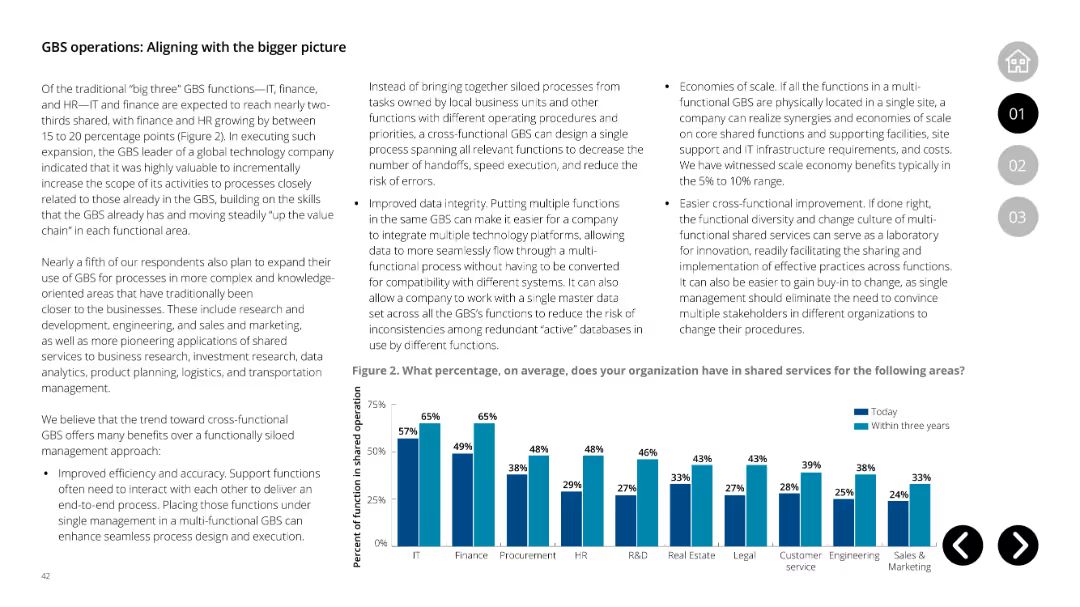 GBS operations: Aligning with the bigger picture
Of the traditional “big three” GBS functions—IT, finance,
and HR—IT and finance are expected to reach nearly two-
thirds shared, with finance and HR growing by between
15 to 20 percentage points (Figure 2). In executing such
expansion, the GBS leader of a global technology company
indicated that it was highly valuable to incrementally
increase the scope of its activities to processes closely
related to those already in the GBS, building on the skills
that the GBS already has and moving steadily “up the value
chain” in each functional area.
Nearly a fifth of our respondents also plan to expand their
use of GBS for processes in more complex and knowledge-
oriented areas that have traditionally been
closer to the businesses. These include research and
development, engineering, and sales and marketing,
as well as more pioneering applications of shared
services to business research, investment research, data
analytics, product planning, logistics, and transportation
management.
We believe that the trend toward cross-functional
GBS offers many benefits over a functionally siloed
management approach:
• Improved efficiency and accuracy. Support functions
often need to interact with each other to deliver an
end-to-end process. Placing those functions under
single management in a multi-functional GBS can
enhance seamless process design and execution.
Instead of bringing together siloed processes from
tasks owned by local business units and other
functions with different operating procedures and
priorities, a cross-functional GBS can design a single
process spanning all relevant functions to decrease the
number of handoffs, speed execution, and reduce the
risk of errors.
• Improved data integrity. Putting multiple functions
in the same GBS can make it easier for a company
to integrate multiple technology platforms, allowing
data to more seamlessly flow through a multi-
functional process without having to be converted
for compatibility with different systems. It can also
allow a company to work with a single master data
set across all the GBS’s functions to reduce the risk of
inconsistencies among redundant “active” databases in
use by different functions.
• Economies of scale. If all the functions in a multi-
functional GBS are physically located in a single site, a
company can realize synergies and economies of scale
on core shared functions and supporting facilities, site
support and IT infrastructure requirements, and costs.
We have witnessed scale economy benefits typically in
the 5% to 10% range.
• Easier cross-functional improvement. If done right,
the functional diversity and change culture of multi-
functional shared services can serve as a laboratory
for innovation, readily facilitating the sharing and
implementation of effective practices across functions.
It can also be easier to gain buy-in to change, as single
management should eliminate the need to convince
multiple stakeholders in different organizations to
change their procedures.
Figure 2. What percentage, on average, does your organization have in shared services for the following areas?
Percent of function in shared operation
75%
50%
25%
0%
Today
Within three years
57% 65%
49% 65%
38% 48%
29% 48%
27% 46%
33% 43%
27% 43%
28% 39%
25% 38%
24% 33%
IT
Finance
Procurement
HR
R&D
Real Estate
Legal
Customer
service
Engineering
Sales &
Marketing
01
02
03
42